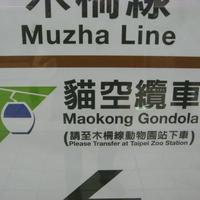 木柵線
Muzha Line
貓空纜車
Maokong Gondola
(請至木柵線動物園站下車)
(Please Transfer at Taipei Zoo Station)